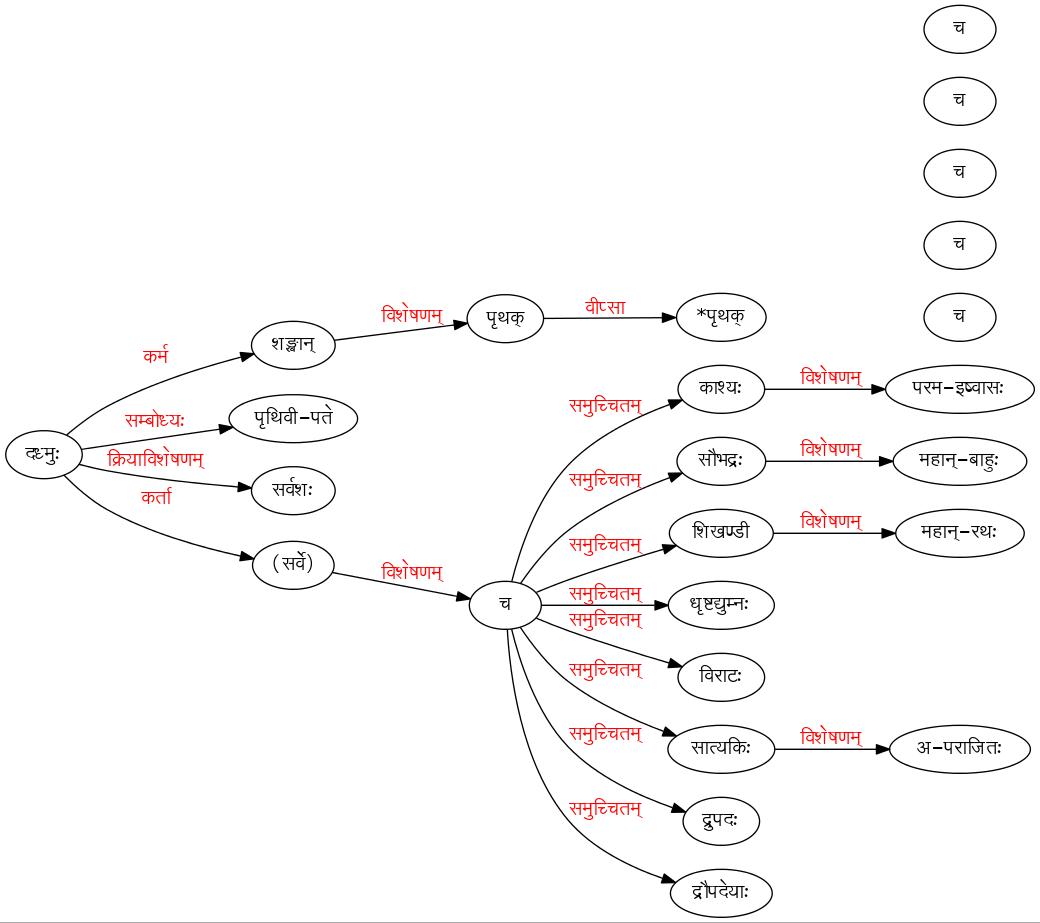 च
च
च
च
च
विशेषणम्
वीप्सा
पृथक्
*पृथक्
शङ्खान्
कर्म
काश्यः
विशेषणम्
परम-इष्वासः
समुच्चितम्
सम्बोध्यः
पृथिवी-पते
दध्मुः
क्रियाविशेषणम्
सौभद्रः
विशेषणम्
महान्-बाहुः
समुच्चितम्
सर्वशः
कर्ता
शिखण्डी
विशेषणम्
महान्-रथः
समुच्चितम्
(सर्वे)
विशेषणम्
समुच्चितम्
च
धृष्टद्युम्नः
समुच्चितम्
विराटः
समुच्चितम्
सात्यकिः
विशेषणम्
अ-पराजितः
समुच्चितम्
द्रुपदः
समुच्चितम्
द्रौपदेयाः